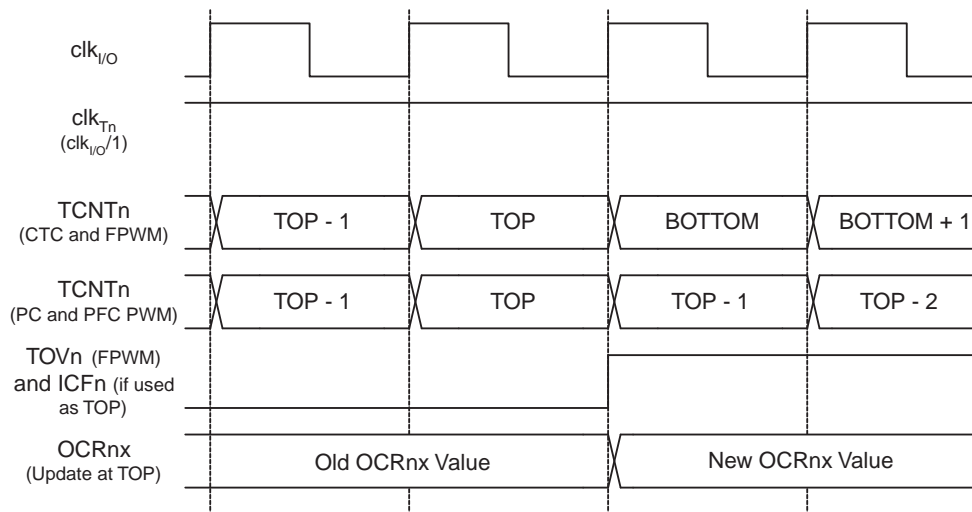 clkI/O
clkTn
(clkI/O/1)
TCNTn
(CTC and FPWM)
TOP - 1
TOP
BOTTOM
BOTTOM + 1
TCNTn
(PC and PFC PWM)
TOP - 1
TOP
TOP - 1
TOP - 2
TOVn (FPWM)
and ICFn (if used
as TOP)
OCRnx
(Update at TOP)
Old OCRnx Value
New OCRnx Value